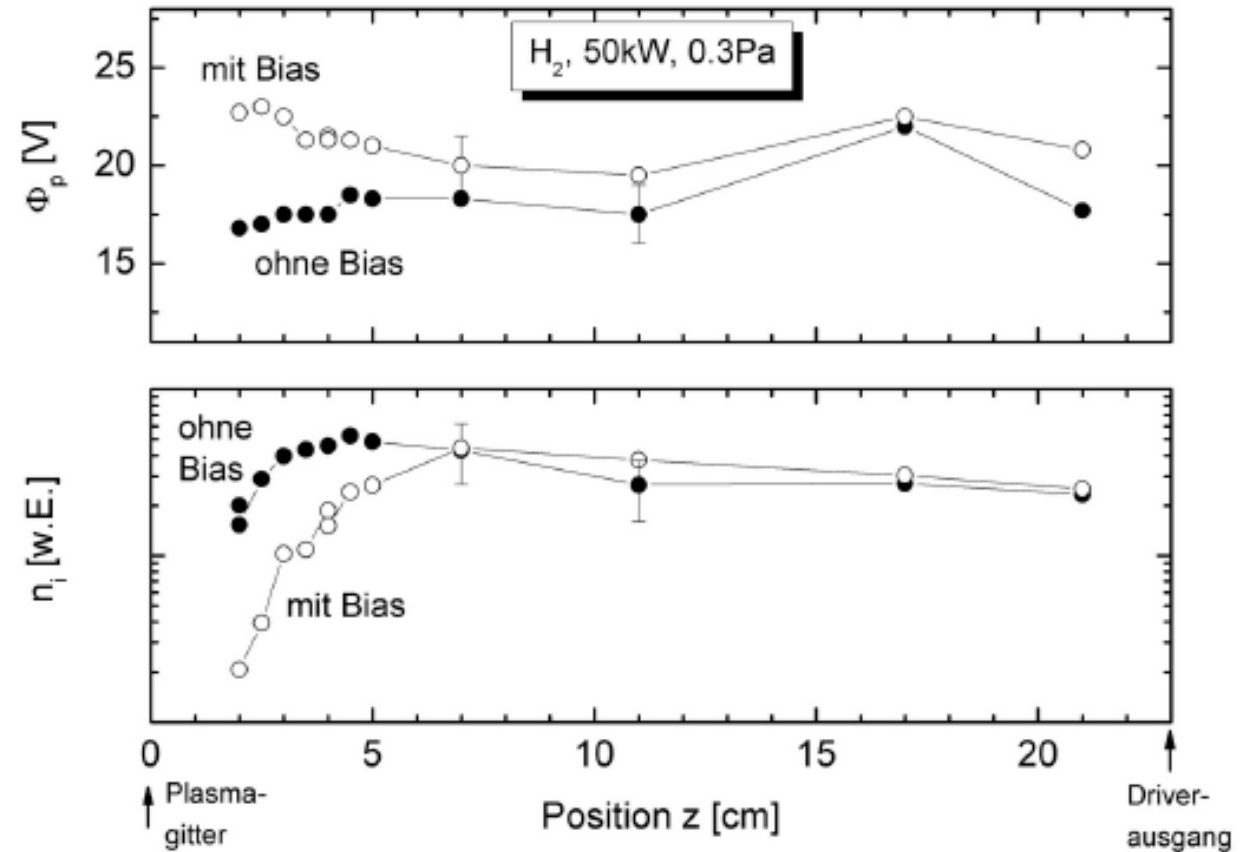 H₂, 50kW, 0.3Pa
mit Bias
ohne Bias
Φₚ [V]
25
20
15
ohne
Bias
mit Bias
nᵢ [w.E.]
0 5 10 15 20
Plasma-
gitter
Position z [cm]
Driver-
ausgang